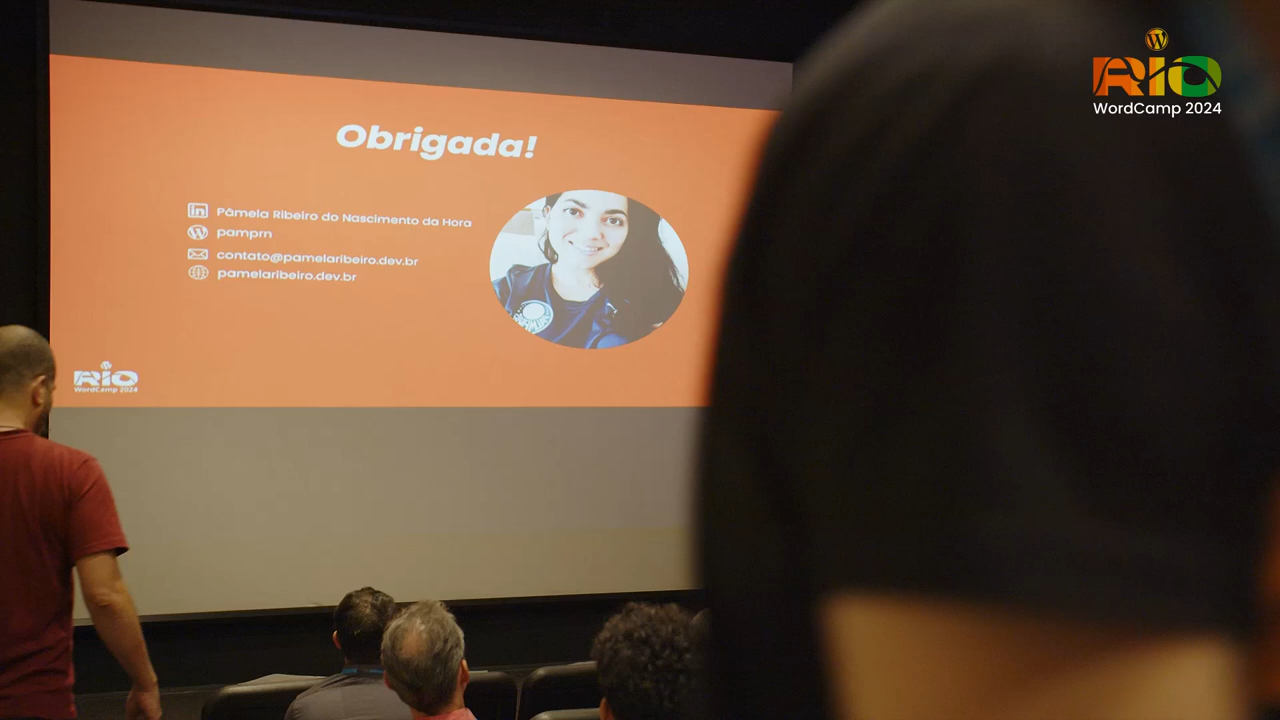 RIO
WordCamp 2024
Obrigada!
in Pâmela Ribeiro do Nascimento da Hora
pamprn
contato@pamelaribeiro.dev.br
pamelaribeiro.dev.br
RIO
WordCamp 2024